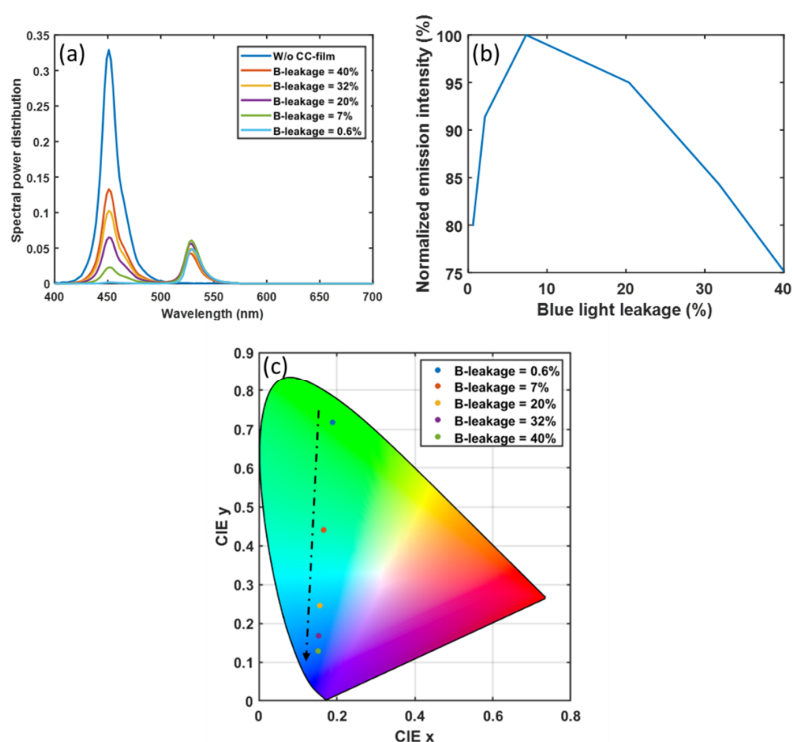 (a)
W/o CC-film
B-leakage = 40%
B-leakage = 32%
B-leakage = 20%
B-leakage = 7%
B-leakage = 0.6%
Spectral power distribution
0.35
0.3
0.25
0.2
0.15
0.1
0.05
0
400 450 500 550 600 650 700
Wavelength (nm)
(b)
Normalized emission intensity (%)
100
95
90
85
80
75
0 10 20 30 40
Blue light leakage (%)
(c)
B-leakage = 0.6%
B-leakage = 7%
B-leakage = 20%
B-leakage = 32%
B-leakage = 40%
CIE y
0.9
0.8
0.7
0.6
0.5
0.4
0.3
0.2
0.1
0
0 0.2 0.4 0.6 0.8
CIE x